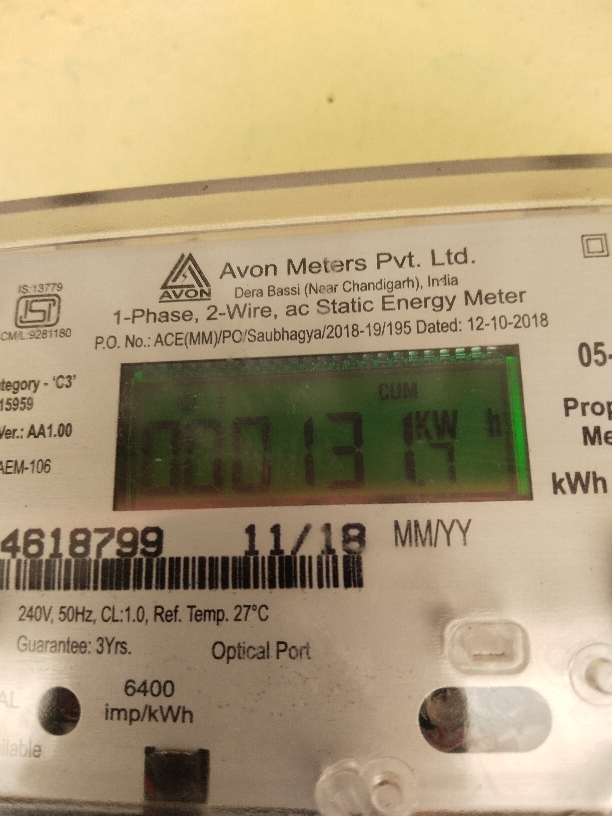 IS:13779
ISI
CM/L:9281180
AVON
Avon Meters Pvt. Ltd.
Dera Bassi (Near Chandigarh), India
1-Phase, 2-Wire, ac Static Energy Meter
P.O. No.: ACE(MM)/PO/Saubhagya/2018-19/195 Dated: 12-10-2018
05-
ategory - 'C3'
15959
Ver.: AA1.00
AEM-106
CUM
KW h
Prop
Me
kWh
4618799 11/18 MM/YY
240V, 50Hz, CL:1.0, Ref. Temp. 27°C
Guarantee: 3Yrs.
Optical Port
6400
imp/kWh
AL
ailable